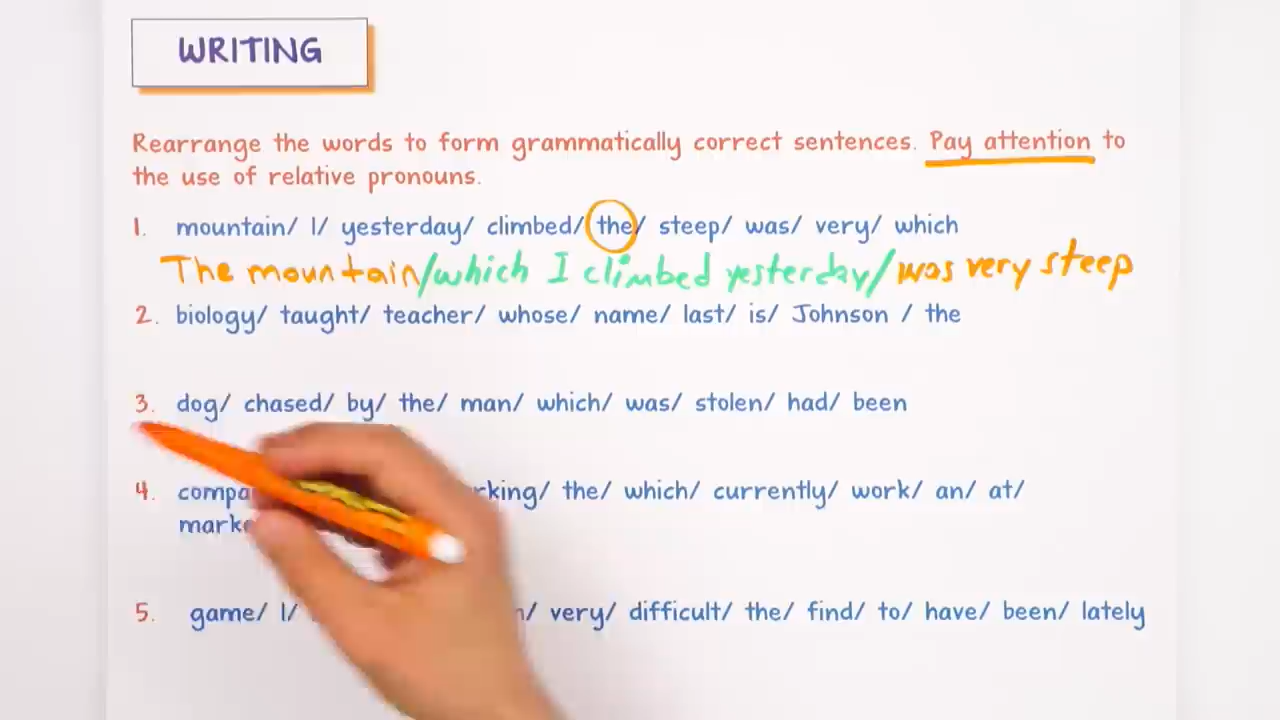 WRITING
Rearrange the words to form grammatically correct sentences. Pay attention to
the use of relative pronouns.
1. mountain/ I/ yesterday/ climbed/ the/ steep/ was/ very/ which
The mountain/which I climbed yesterday/was very steep
2. biology/ taught/ teacher/ whose/ name/ last/ is/ Johnson / the
3. dog/ chased/ by/ the/ man/ which/ was/ stolen/ had/ been
4. the/ which/ currently/ work/ an/ at/
5. game/ I/ very/ difficult/ the/ find/ to/ have/ been/ lately